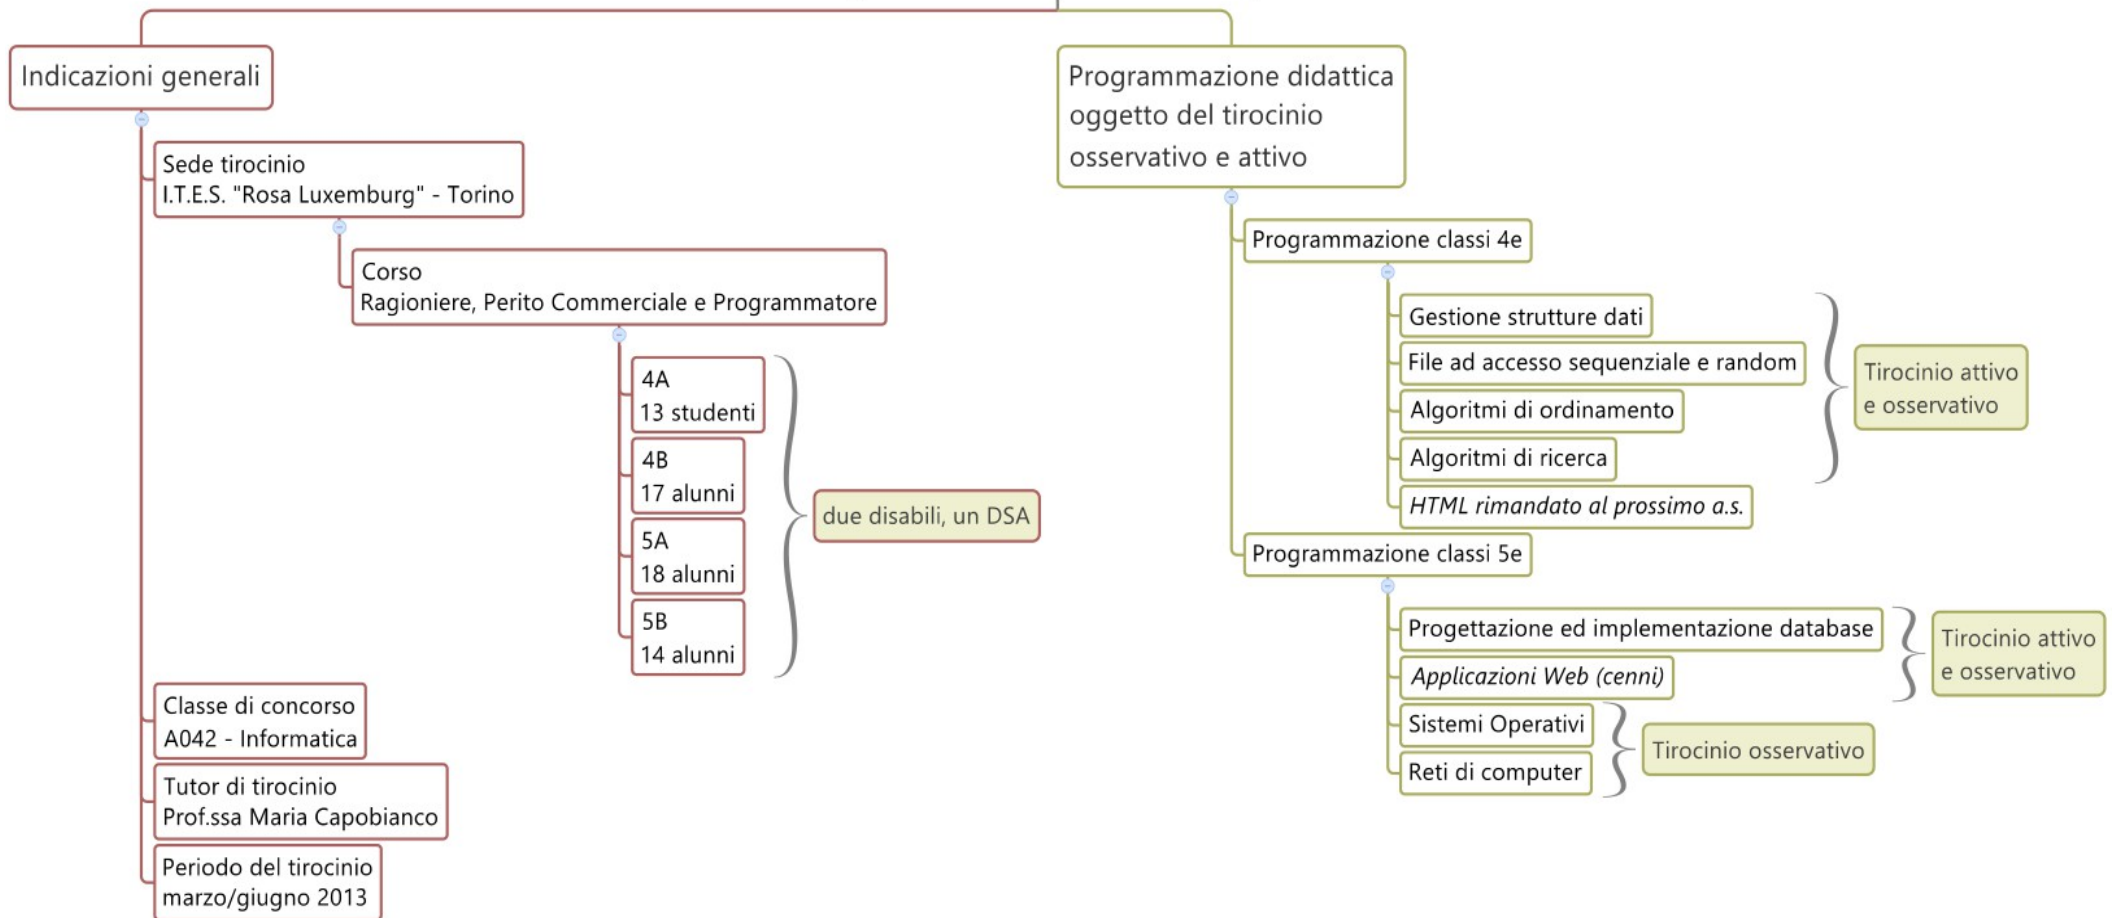 Indicazioni generali
Sede tirocinio
I.T.E.S. "Rosa Luxemburg" - Torino
Corso
Ragioniere, Perito Commerciale e Programmatore
4A
13 studenti
4B
17 alunni
5A
18 alunni
5B
14 alunni
due disabili, un DSA
Classe di concorso
A042 - Informatica
Tutor di tirocinio
Prof.ssa Maria Capobianco
Periodo del tirocinio
marzo/giugno 2013
Programmazione didattica
oggetto del tirocinio
osservativo e attivo
Programmazione classi 4e
Gestione strutture dati
File ad accesso sequenziale e random
Algoritmi di ordinamento
Algoritmi di ricerca
HTML rimandato al prossimo a.s.
Tirocinio attivo
e osservativo
Programmazione classi 5e
Progettazione ed implementazione database
Applicazioni Web (cenni)
Tirocinio attivo
e osservativo
Sistemi Operativi
Reti di computer
Tirocinio osservativo